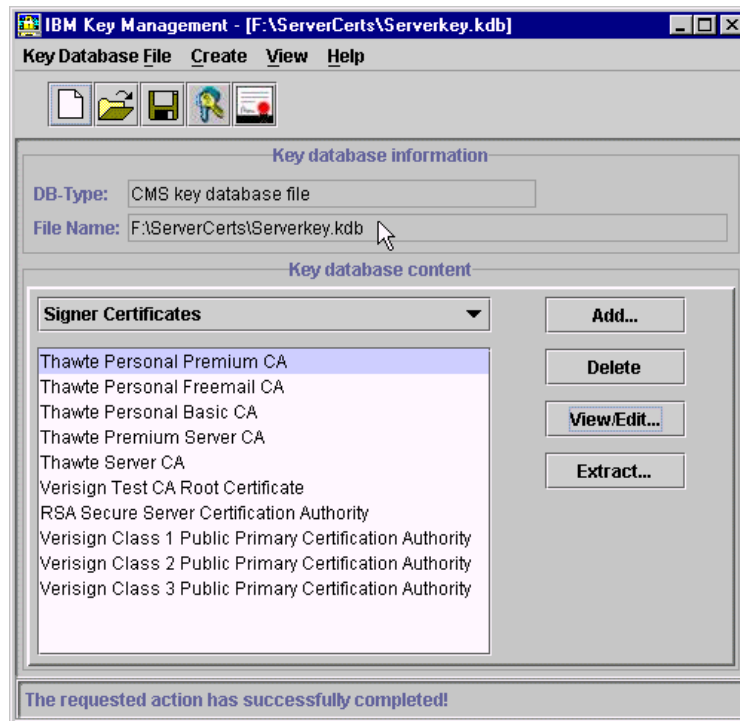 IBM Key Management - [F:\ServerCerts\Serverkey.kdb]
Key Database File Create View Help
Key database information
DB-Type: CMS key database file
File Name: F:\ServerCerts\Serverkey.kdb
Key database content
Signer Certificates
Add...
Thawte Personal Premium CA
Delete
Thawte Personal Freemail CA
Thawte Personal Basic CA
View/Edit...
Thawte Premium Server CA
Thawte Server CA
Extract...
Verisign Test CA Root Certificate
RSA Secure Server Certification Authority
Verisign Class 1 Public Primary Certification Authority
Verisign Class 2 Public Primary Certification Authority
Verisign Class 3 Public Primary Certification Authority
The requested action has successfully completed!